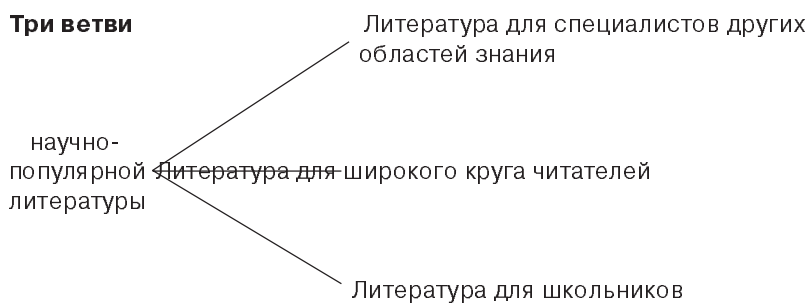 Три ветви
научно-
популярной
литературы
Литература для специалистов других
областей знания
Литература для широкого круга читателей
Литература для школьников